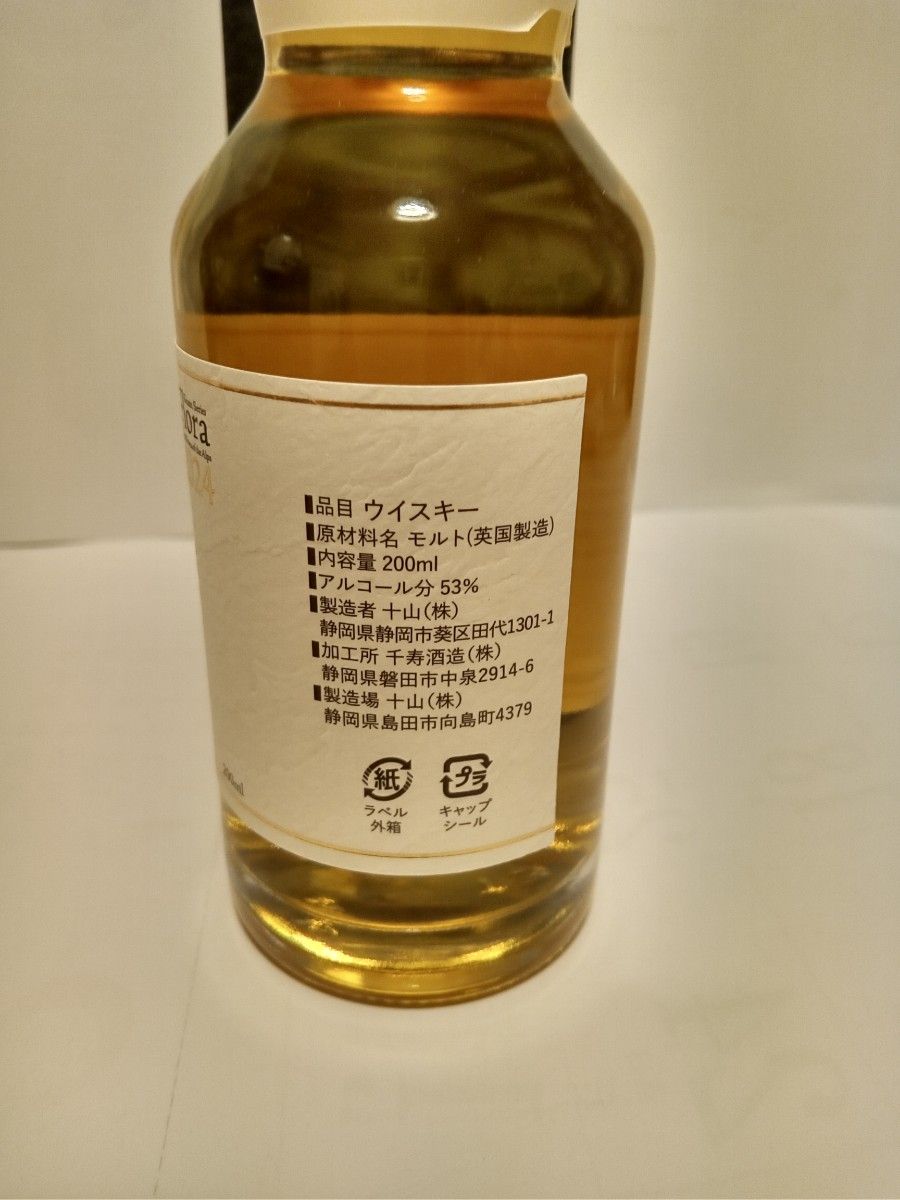 24
▮品目 ウイスキー
▮原材料名 モルト(英国製造)
▮内容量 200ml
▮アルコール分 53%
▮製造者 十山(株)
静岡県静岡市葵区田代1301-1
▮加工所 千寿酒造(株)
静岡県磐田市中泉2914-6
▮製造場 十山(株)
静岡県島田市向島町4379
紙
プラ
ラベル
外箱
キャップ
シール
200ml